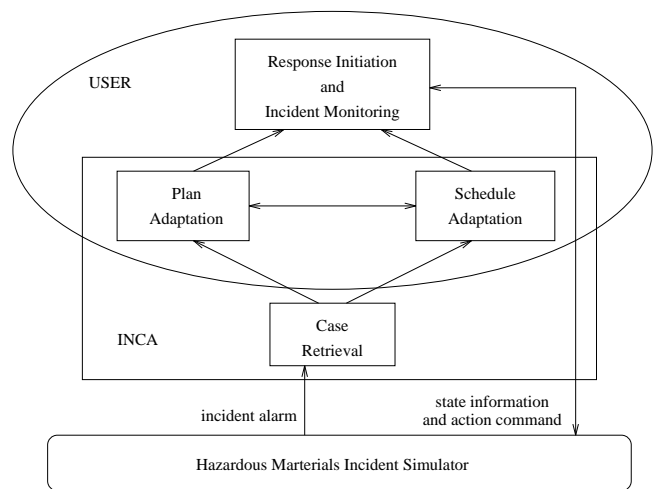 USER
Response Initiation
and
Incident Monitoring
Plan
Adaptation
Schedule
Adaptation
INCA
Case
Retrieval
incident alarm
state information
and action command
Hazardous Marterials Incident Simulator